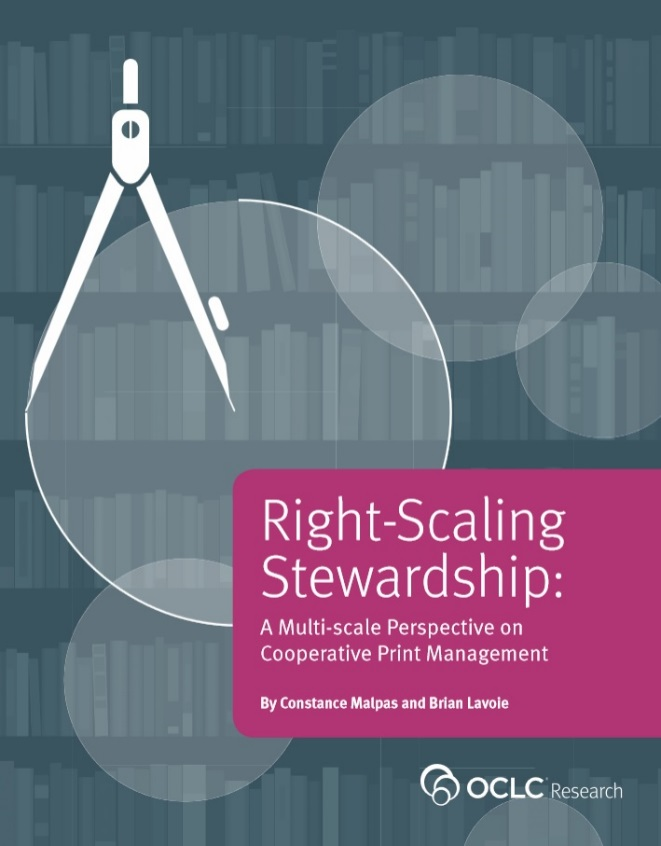 Right-Scaling
Stewardship:
A Multi-scale Perspective on
Cooperative Print Management
By Constance Malpas and Brian Lavoie
OCLC Research